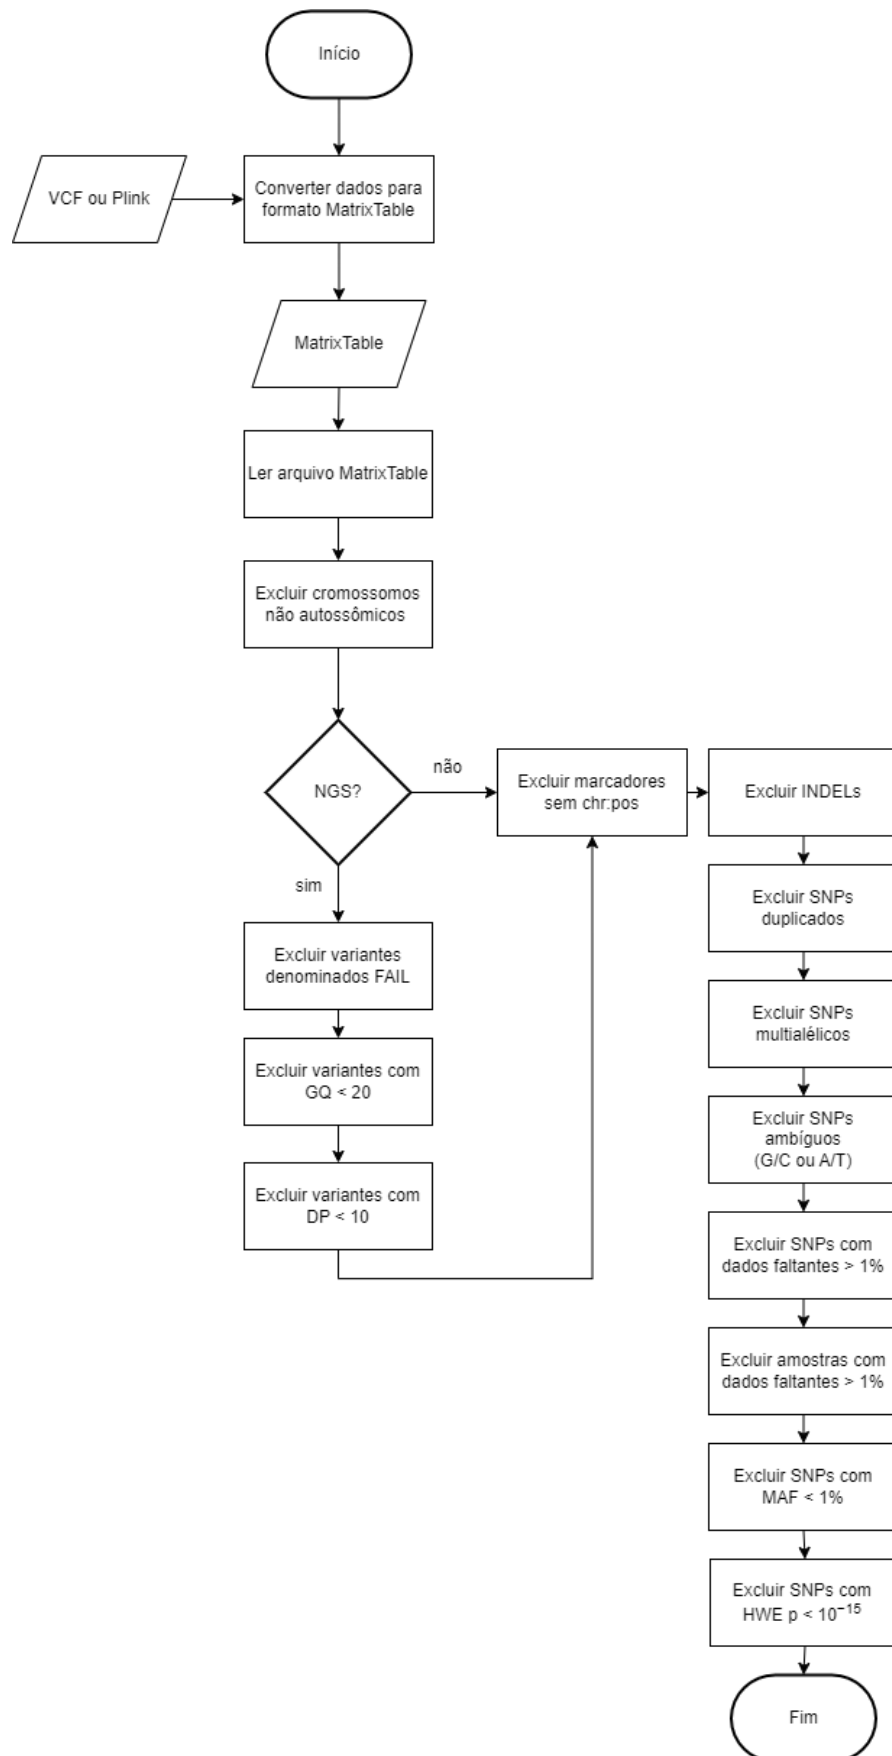 Início
VCF ou Plink
Converter dados para
formato MatrixTable
MatrixTable
Ler arquivo MatrixTable
Excluir cromossomos
não autossômicos
NGS?
não
sim
Excluir variantes
denominados FAIL
Excluir variantes com
GQ < 20
Excluir variantes com
DP < 10
Excluir marcadores
sem chr:pos
Excluir INDELs
Excluir SNPs
duplicados
Excluir SNPs
multialélicos
Excluir SNPs
ambíguos
(G/C ou A/T)
Excluir SNPs com
dados faltantes > 1%
Excluir amostras com
dados faltantes > 1%
Excluir SNPs com
MAF < 1%
Excluir SNPs com
HWE p < 10⁻¹⁵
Fim